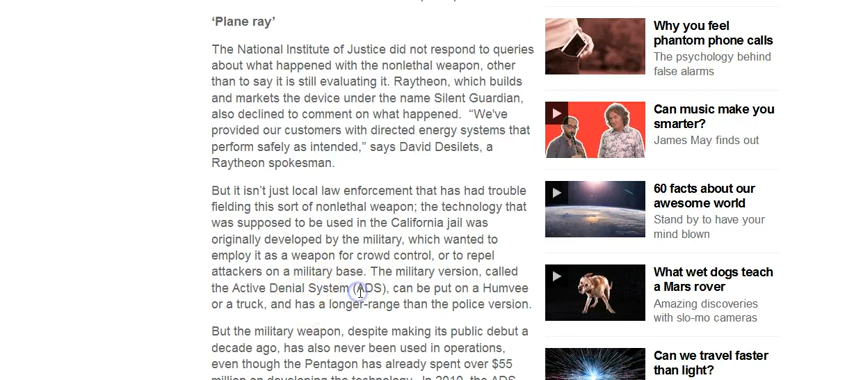 'Plane ray'
The National Institute of Justice did not respond to queries
about what happened with the nonlethal weapon, other
than to say it is still evaluating it. Raytheon, which builds
and markets the device under the name Silent Guardian,
also declined to comment on what happened.  “We’ve
provided our customers with directed energy systems that
perform safely as intended,” says David Desilets, a
Raytheon spokesman.
But it isn’t just local law enforcement that has had trouble
fielding this sort of nonlethal weapon; the technology that
was supposed to be used in the California jail was
originally developed by the military, which wanted to
employ it as a weapon for crowd control, or to repel
attackers on a military base. The military version, called
the Active Denial System (ADS), can be put on a Humvee
or a truck, and has a longer-range than the police version.
But the military weapon, despite making its public debut a
decade ago, has also never been used in operations,
even though the Pentagon has already spent over $55
million on developing the technology.  In 2010, the ADS
Why you feel
phantom phone calls
The psychology behind
false alarms
Can music make you
smarter?
James May finds out
60 facts about our
awesome world
Stand by to have your
mind blown
What wet dogs teach
a Mars rover
Amazing discoveries
with slo-mo cameras
Can we travel faster
than light?